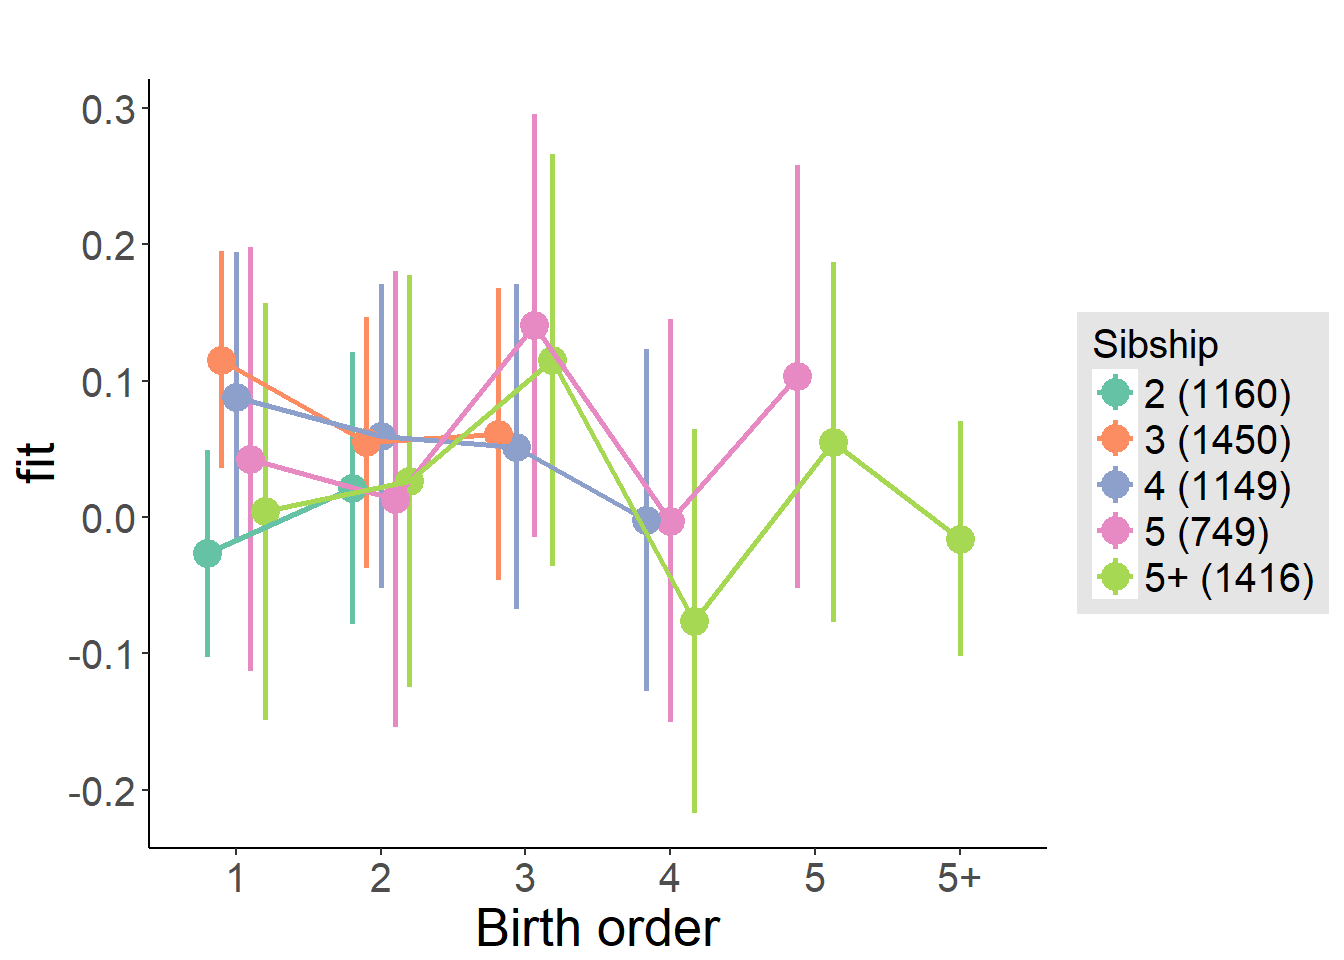 0.3
0.2
0.1
0.0
-0.1
-0.2
fit
1 2 3 4 5 5+
Birth order
Sibship
2 (1160)
3 (1450)
4 (1149)
5 (749)
5+ (1416)